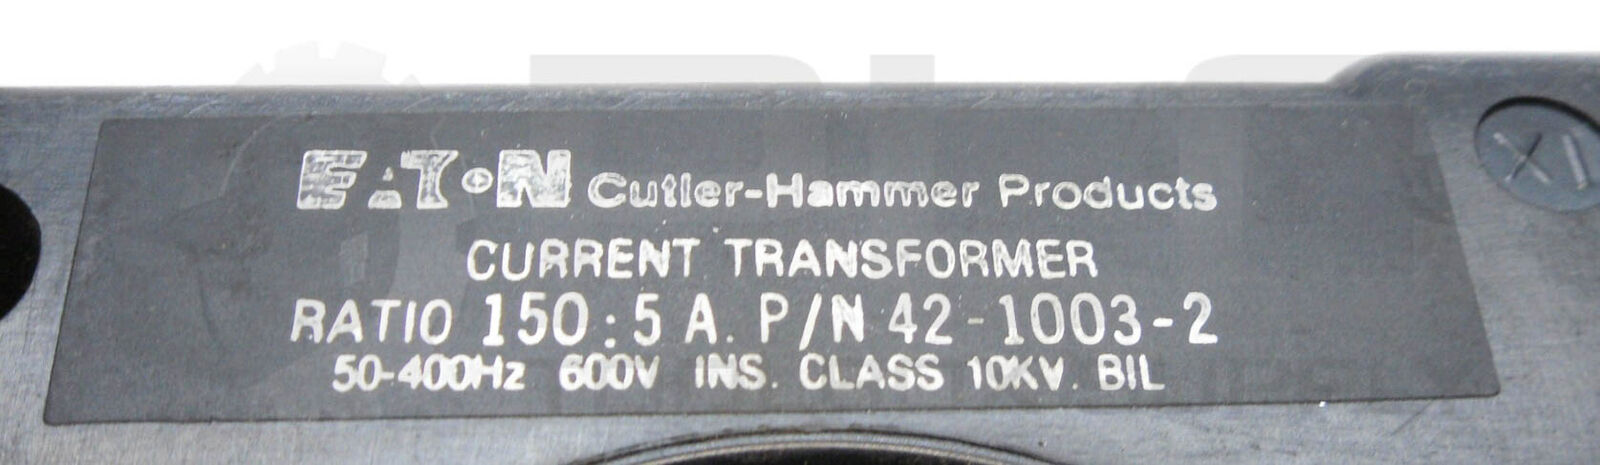 EATON Cutler-Hammer Products
CURRENT TRANSFORMER
RATIO 150:5 A. P/N 42-1003-2
50-400Hz 600V INS. CLASS 10KV. BIL
X1